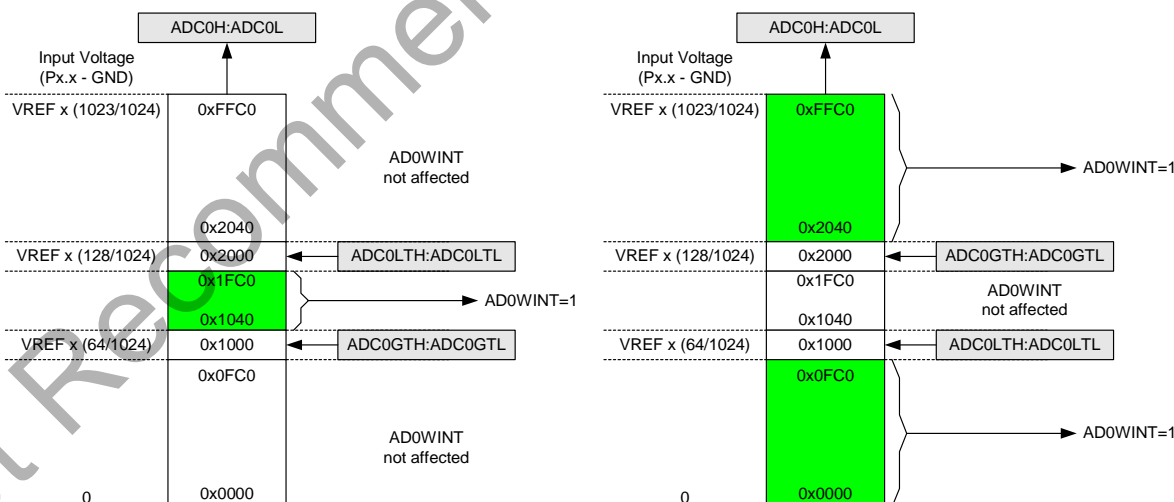 ADC0H:ADC0L
Input Voltage
(Px.x - GND)
VREF x (1023/1024)
0xFFC0
AD0WINT
not affected
0x2040
VREF x (128/1024)
0x2000
ADC0LTH:ADC0LTL
0x1FC0
AD0WINT=1
0x1040
VREF x (64/1024)
0x1000
ADC0GTH:ADC0GTL
0x0FC0
AD0WINT
not affected
0
0x0000
ADC0H:ADC0L
Input Voltage
(Px.x - GND)
VREF x (1023/1024)
0xFFC0
AD0WINT=1
0x2040
VREF x (128/1024)
0x2000
ADC0GTH:ADC0GTL
0x1FC0
AD0WINT
not affected
0x1040
VREF x (64/1024)
0x1000
ADC0LTH:ADC0LTL
0x0FC0
AD0WINT=1
0
0x0000
t Recomme